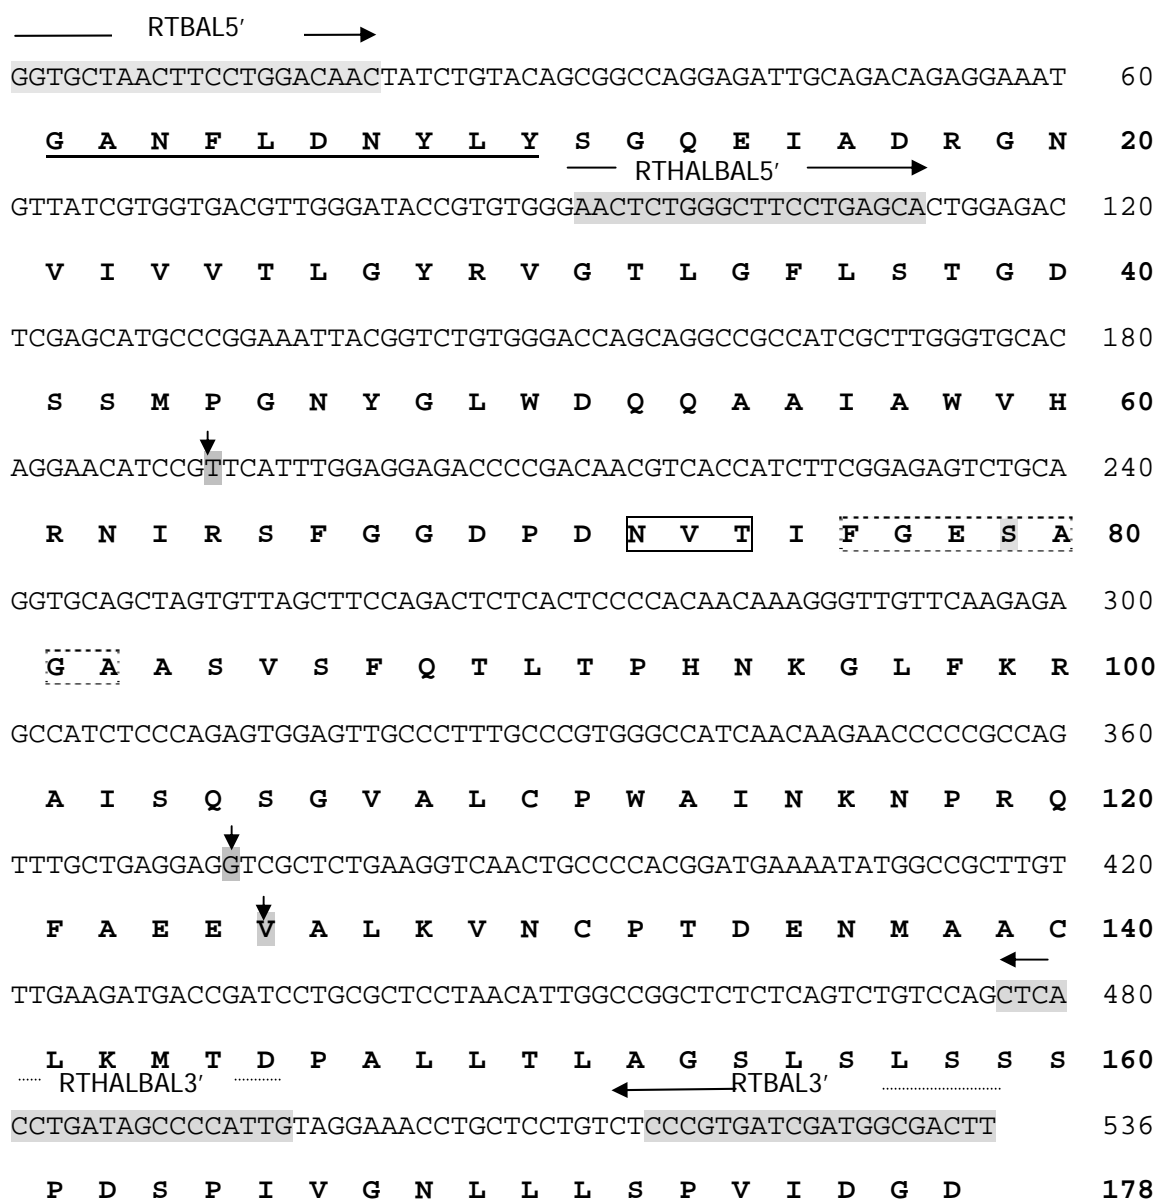 RTBAL5′
GGTGCTAACTTCCTGGACAACTATCTGTACAGCGGCCAGGAGATTGCAGACAGAGGAAAT 60
G A N F L D N Y L Y S G Q E I A D R G N 20
RTHALBAL5′
GTTATCGTGGTGACGTTGGGATACCGTGTGGGAACTCTGGGCTTCCTGAGCACTGGAGAC 120
V I V V T L G Y R V G T L G F L S T G D 40
TCGAGCATGCCCGGAAATTACGGTCTGTGGGACCAGCAGGCCGCCATCGCTTGGGTGCAC 180
S S M P G N Y G L W D Q Q A A I A W V H 60
AGGAACATCCGTTCATTTGGAGGAGACCCCGACAACGTCACCATCTTCGGAGAGTCTGCA 240
R N I R S F G G D P D N V T I F G E S A 80
GGTGCAGCTAGTGTTAGCTTCCAGACTCTCACTCCCCACAACAAAGGGTTGTTCAAGAGA 300
G A A S V S F Q T L T P H N K G L F K R 100
GCCATCTCCCAGAGTGGAGTTGCCCTTTGCCCGTGGGCCATCAACAAGAACCCCCGCCAG 360
A I S Q S G V A L C P W A I N K N P R Q 120
TTTGCTGAGGAGGTCGCTCTGAAGGTCAACTGCCCCACGGATGAAAATATGGCCGCTTGT 420
F A E E V A L K V N C P T D E N M A A C 140
TTGAAGATGACCGATCCTGCGCTCCTAACATTGGCCGGCTCTCTCAGTCTGTCCAGCTCA 480
L K M T D P A L L T L A G S L S L S S S 160
RTHALBAL3′ RTBAL3′
CCTGATAGCCCCATTGTAGGAAACCTGCTCCTGTCTCCCGTGATCGATGGCGACTT 536
P D S P I V G N L L L S P V I D G D 178